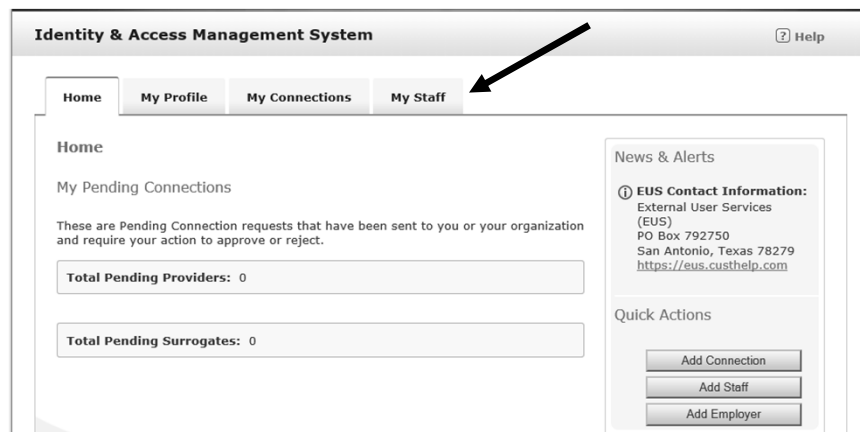 Identity & Access Management System
? Help
Home My Profile My Connections My Staff
Home
My Pending Connections
These are Pending Connection requests that have been sent to you or your organization
and require your action to approve or reject.
Total Pending Providers: 0
Total Pending Surrogates: 0
News & Alerts
EUS Contact Information:
External User Services
(EUS)
PO Box 792750
San Antonio, Texas 78279
https://eus.custhelp.com
Quick Actions
Add Connection
Add Staff
Add Employer